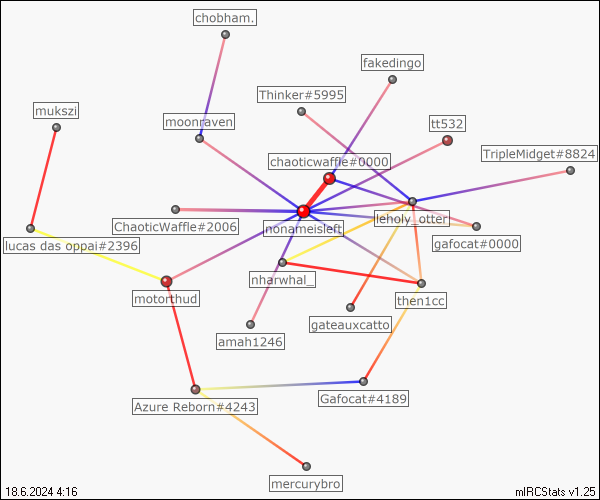 chobham.
fakedingo
Thinker#5995
mukszi
moonraven
tt532
chaoticwaffle#0000
TripleMidget#8824
ChaoticWaffle#2006
leholy_otter
nonameisleft
lucas das oppai#2396
gafocat#0000
nharwhal_
motorthud
then1cc
gateauxcatto
amah1246
Gafocat#4189
Azure Reborn#4243
mercurybro
18.6.2024 4:16
mIRCStats v1.25